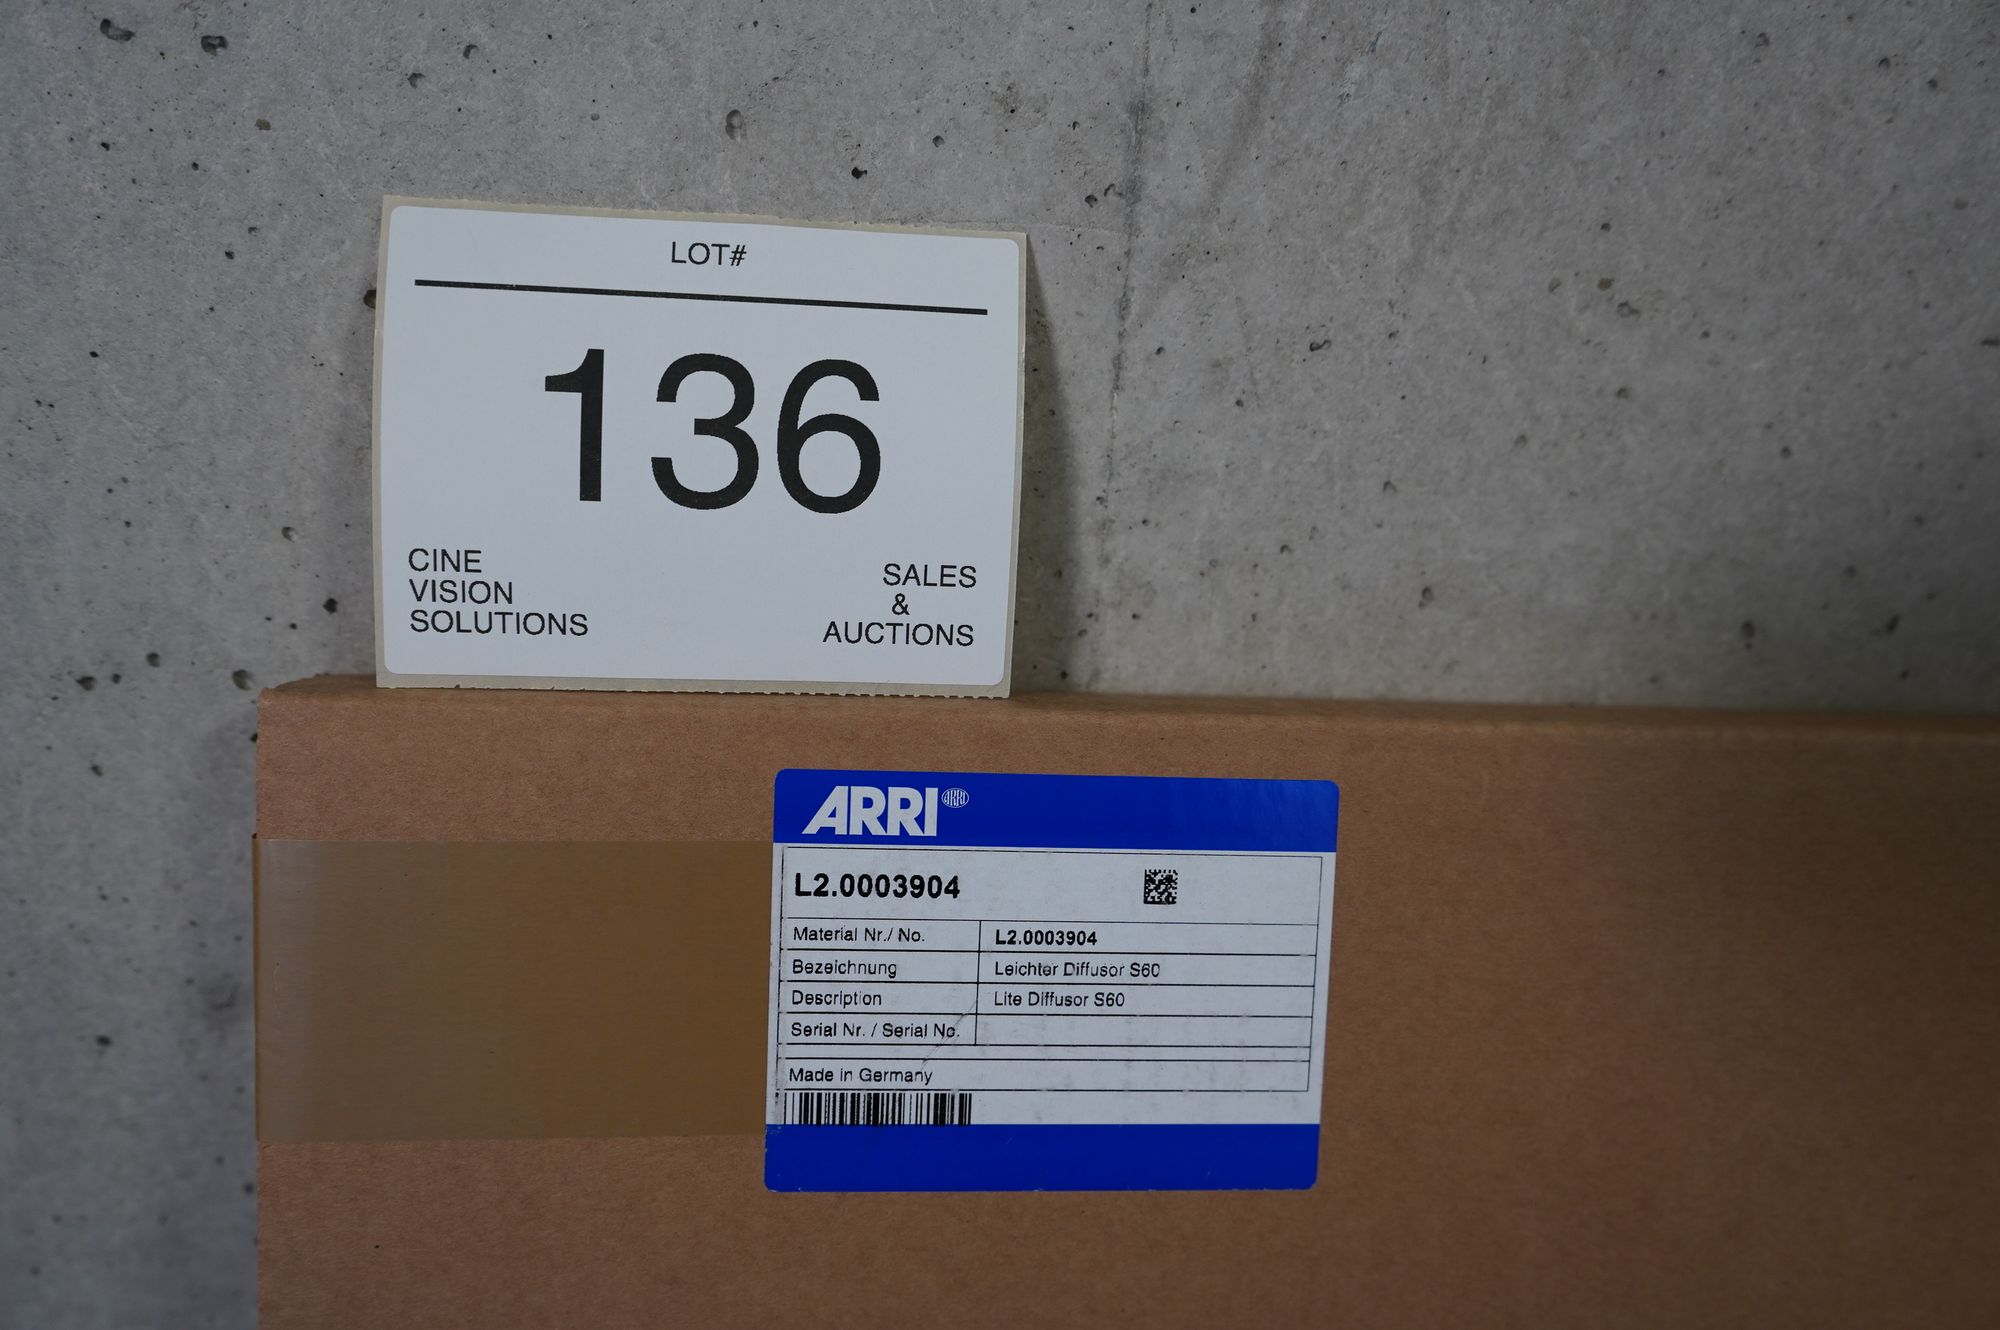 LOT#
136
CINE
VISION
SOLUTIONS
SALES
&
AUCTIONS
ARRI ARRI
L2.0003904
Material Nr./ No. L2.0003904
Bezeichnung Leichter Diffusor S60
Description Lite Diffusor S60
Serial Nr. / Serial No.
Made in Germany